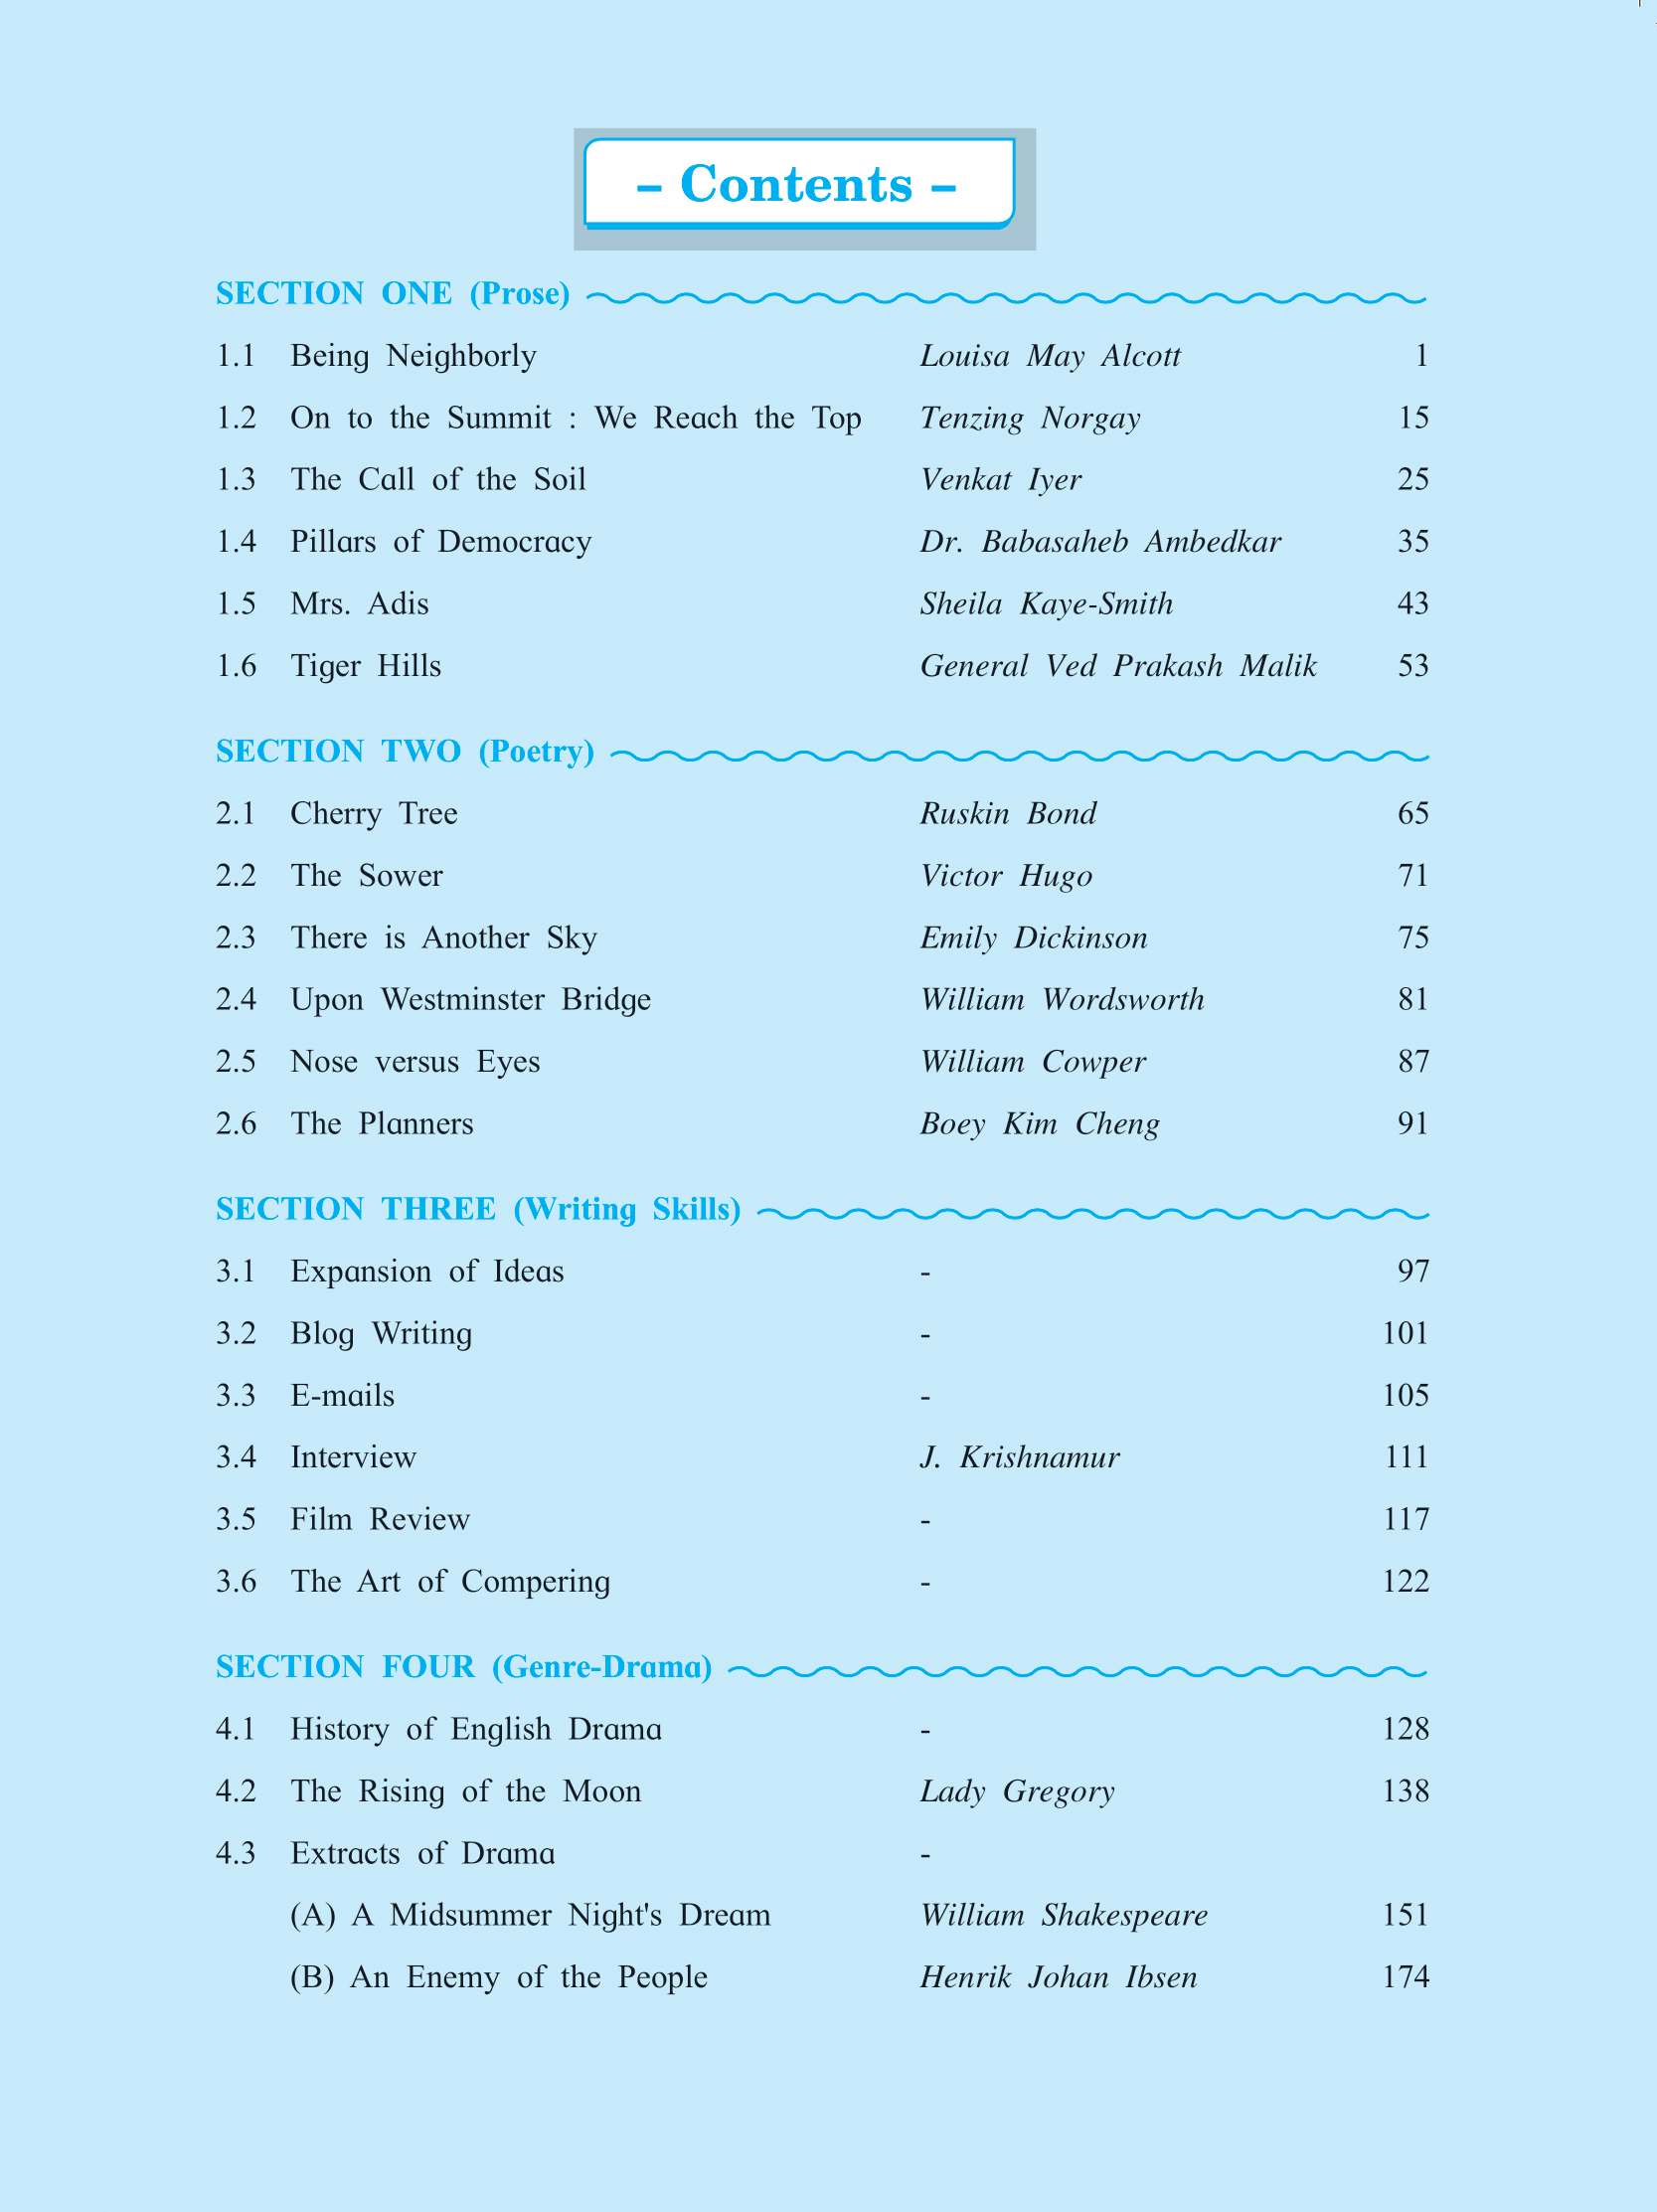 – Contents –
SECTION ONE (Prose)
1.1 Being Neighborly Louisa May Alcott 1
1.2 On to the Summit : We Reach the Top Tenzing Norgay 15
1.3 The Call of the Soil Venkat Iyer 25
1.4 Pillars of Democracy Dr. Babasaheb Ambedkar 35
1.5 Mrs. Adis Sheila Kaye-Smith 43
1.6 Tiger Hills General Ved Prakash Malik 53
SECTION TWO (Poetry)
2.1 Cherry Tree Ruskin Bond 65
2.2 The Sower Victor Hugo 71
2.3 There is Another Sky Emily Dickinson 75
2.4 Upon Westminster Bridge William Wordsworth 81
2.5 Nose versus Eyes William Cowper 87
2.6 The Planners Boey Kim Cheng 91
SECTION THREE (Writing Skills)
3.1 Expansion of Ideas - 97
3.2 Blog Writing - 101
3.3 E-mails - 105
3.4 Interview J. Krishnamur 111
3.5 Film Review - 117
3.6 The Art of Compering - 122
SECTION FOUR (Genre-Drama)
4.1 History of English Drama - 128
4.2 The Rising of the Moon Lady Gregory 138
4.3 Extracts of Drama -
(A) A Midsummer Night's Dream William Shakespeare 151
(B) An Enemy of the People Henrik Johan Ibsen 174